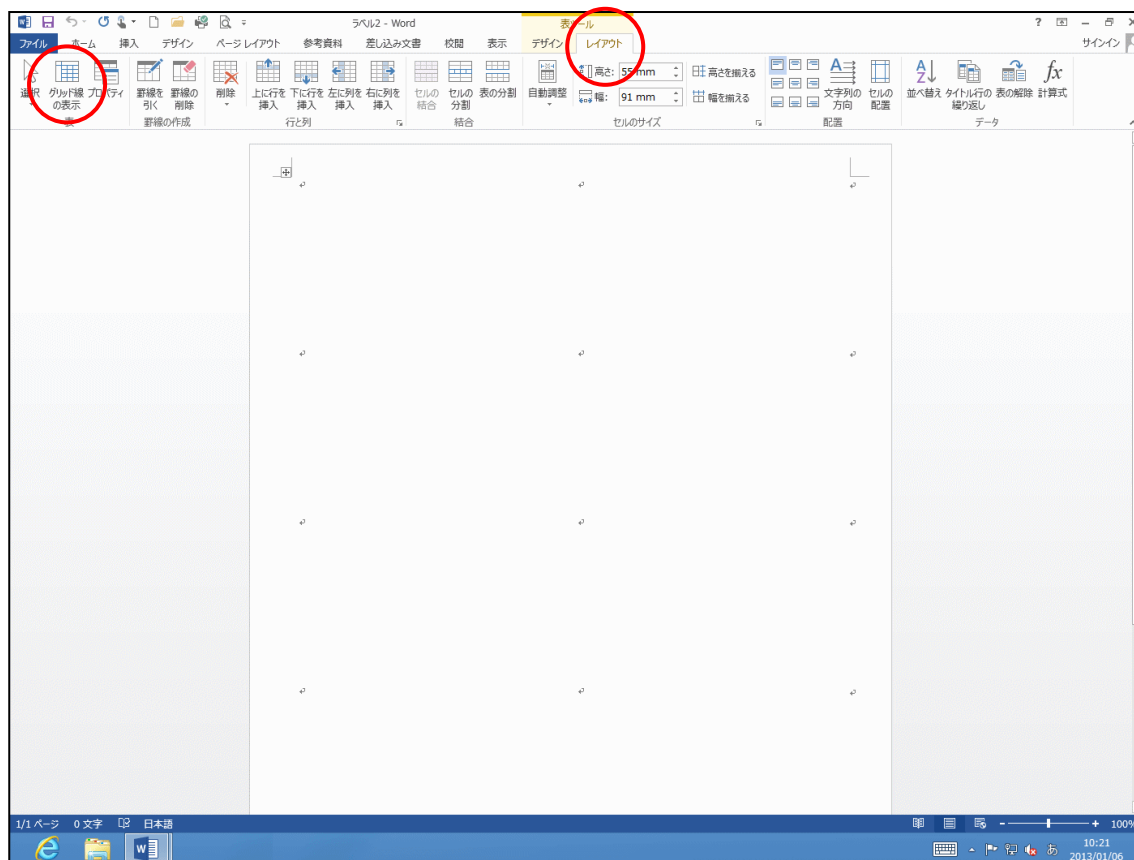 ラベル2 - Word
表ツール
?
ファイル ホーム 挿入 デザイン ページ レイアウト 参考資料 差し込み文書 校閲 表示 デザイン レイアウト サインイン
選択 グリッド線の表示 プロパティ 罫線を引く 罫線の削除 削除 上に行を挿入 下に行を挿入 左に列を挿入 右に列を挿入 セルの結合 セルの分割 表の分割 自動調整 高さ: 55 mm 高さを揃える 文字列の方向 セルの配置 並べ替え タイトル行の繰り返し 表の解除 計算式
幅: 91 mm 幅を揃える
表 罫線の作成 行と列 結合 セルのサイズ 配置 データ
1/1 ページ 0 文字 日本語 100%
あ 10:21
2013/01/06